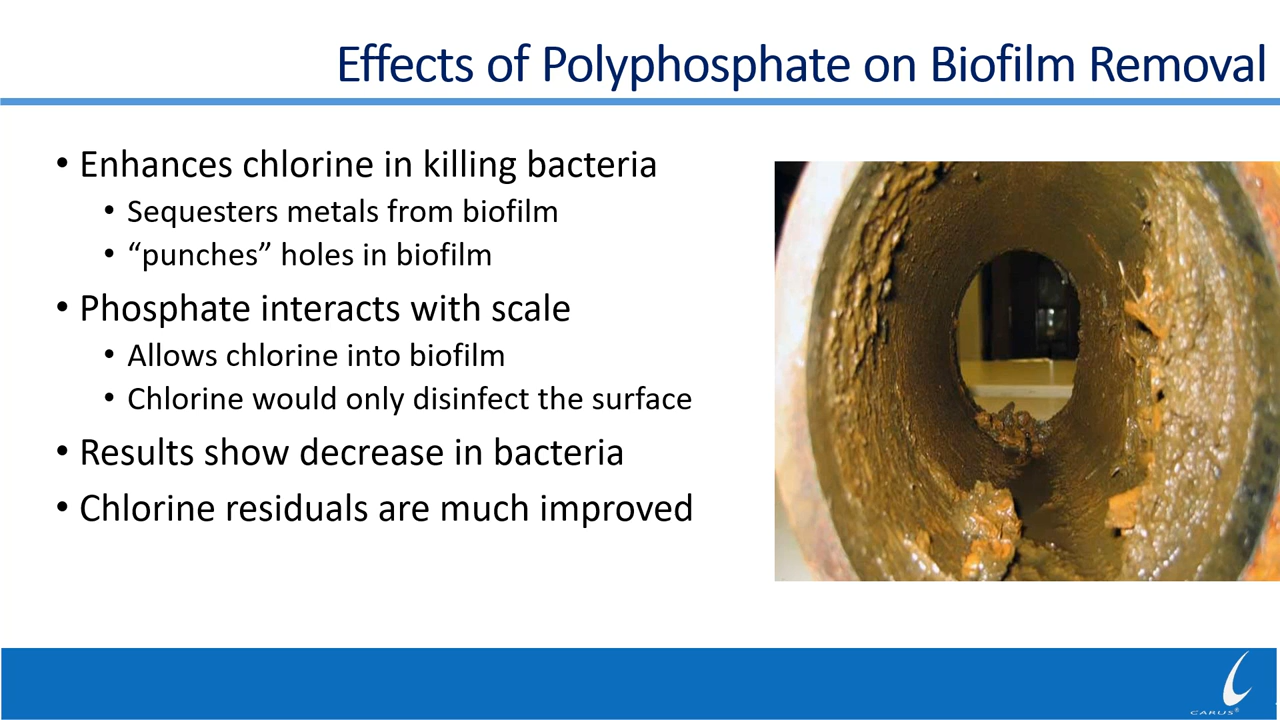 Effects of Polyphosphate on Biofilm Removal
• Enhances chlorine in killing bacteria
• Sequesters metals from biofilm
• “punches” holes in biofilm
• Phosphate interacts with scale
• Allows chlorine into biofilm
• Chlorine would only disinfect the surface
• Results show decrease in bacteria
• Chlorine residuals are much improved
CARUS®